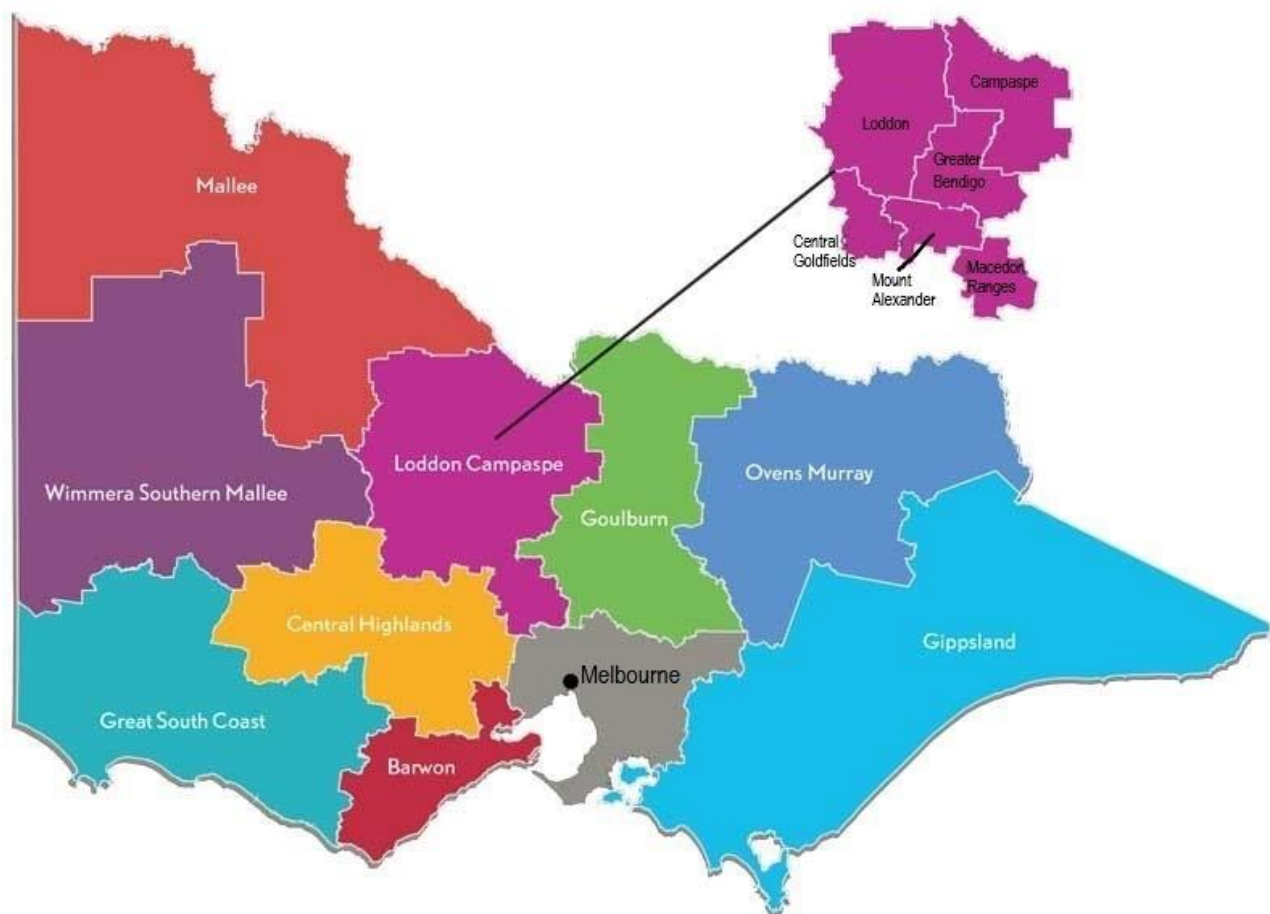 Campaspe
Loddon
Greater
Bendigo
Mallee
Central
Goldfields
Mount
Alexander
Macedon
Ranges
Loddon Campaspe
Ovens Murray
Wimmera Southern Mallee
Goulburn
Central Highlands
Gippsland
Melbourne
Great South Coast
Barwon